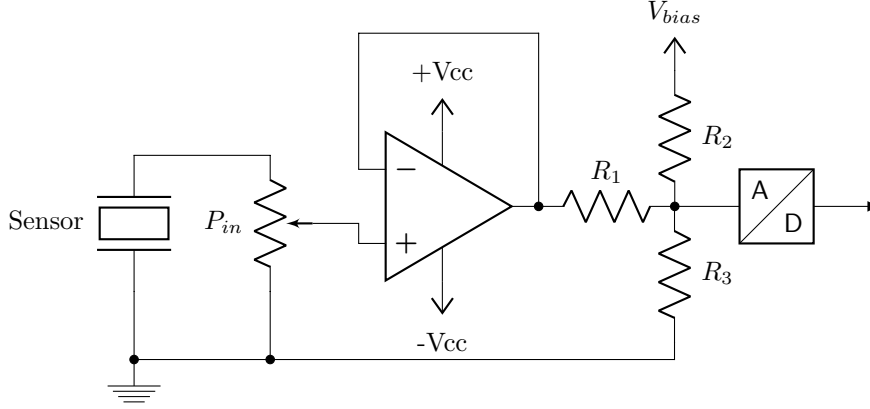 V_bias
+Vcc
R_2
R_1
A
D
Sensor
P_in
−
+
R_3
-Vcc